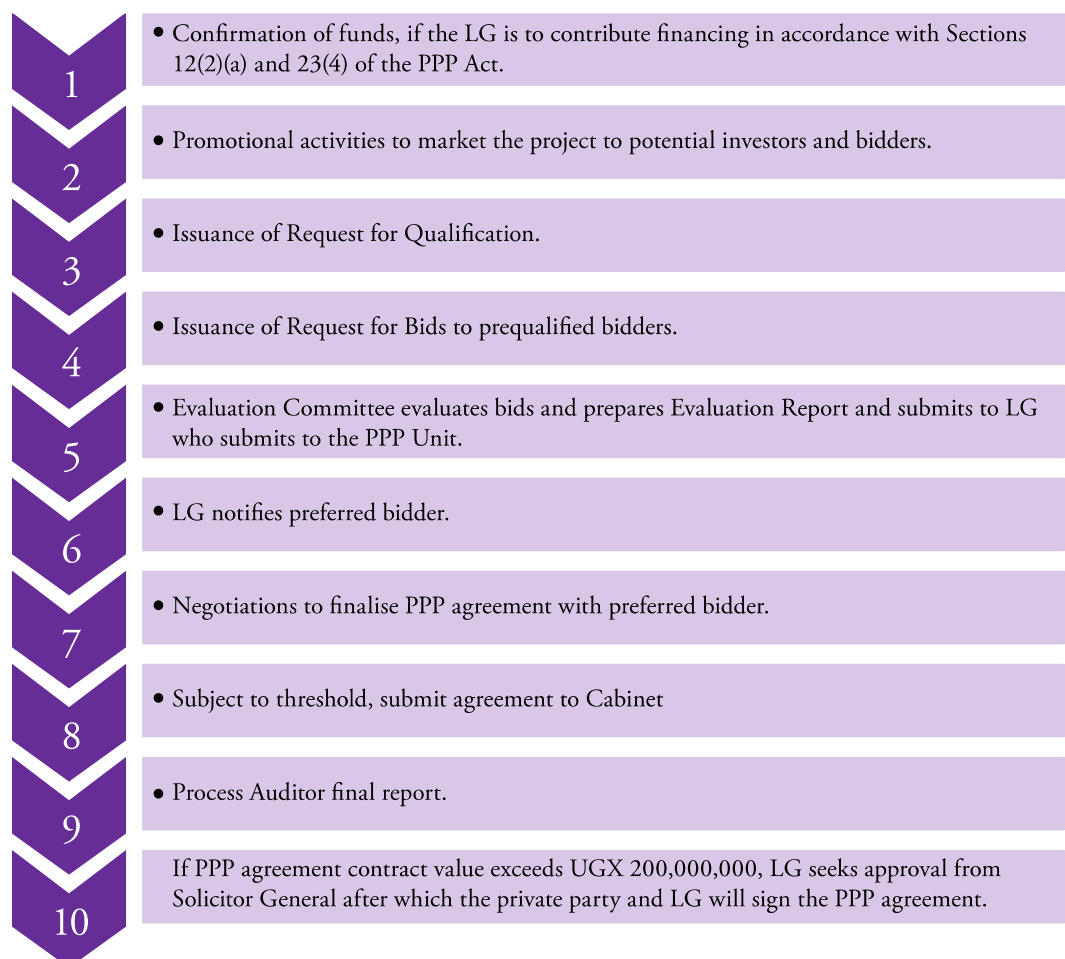 1
• Confirmation of funds, if the LG is to contribute financing in accordance with Sections
12(2)(a) and 23(4) of the PPP Act.
2
• Promotional activities to market the project to potential investors and bidders.
3
• Issuance of Request for Qualification.
4
• Issuance of Request for Bids to prequalified bidders.
5
• Evaluation Committee evaluates bids and prepares Evaluation Report and submits to LG
who submits to the PPP Unit.
6
• LG notifies preferred bidder.
7
• Negotiations to finalise PPP agreement with preferred bidder.
8
• Subject to threshold, submit agreement to Cabinet
9
• Process Auditor final report.
10
If PPP agreement contract value exceeds UGX 200,000,000, LG seeks approval from
Solicitor General after which the private party and LG will sign the PPP agreement.